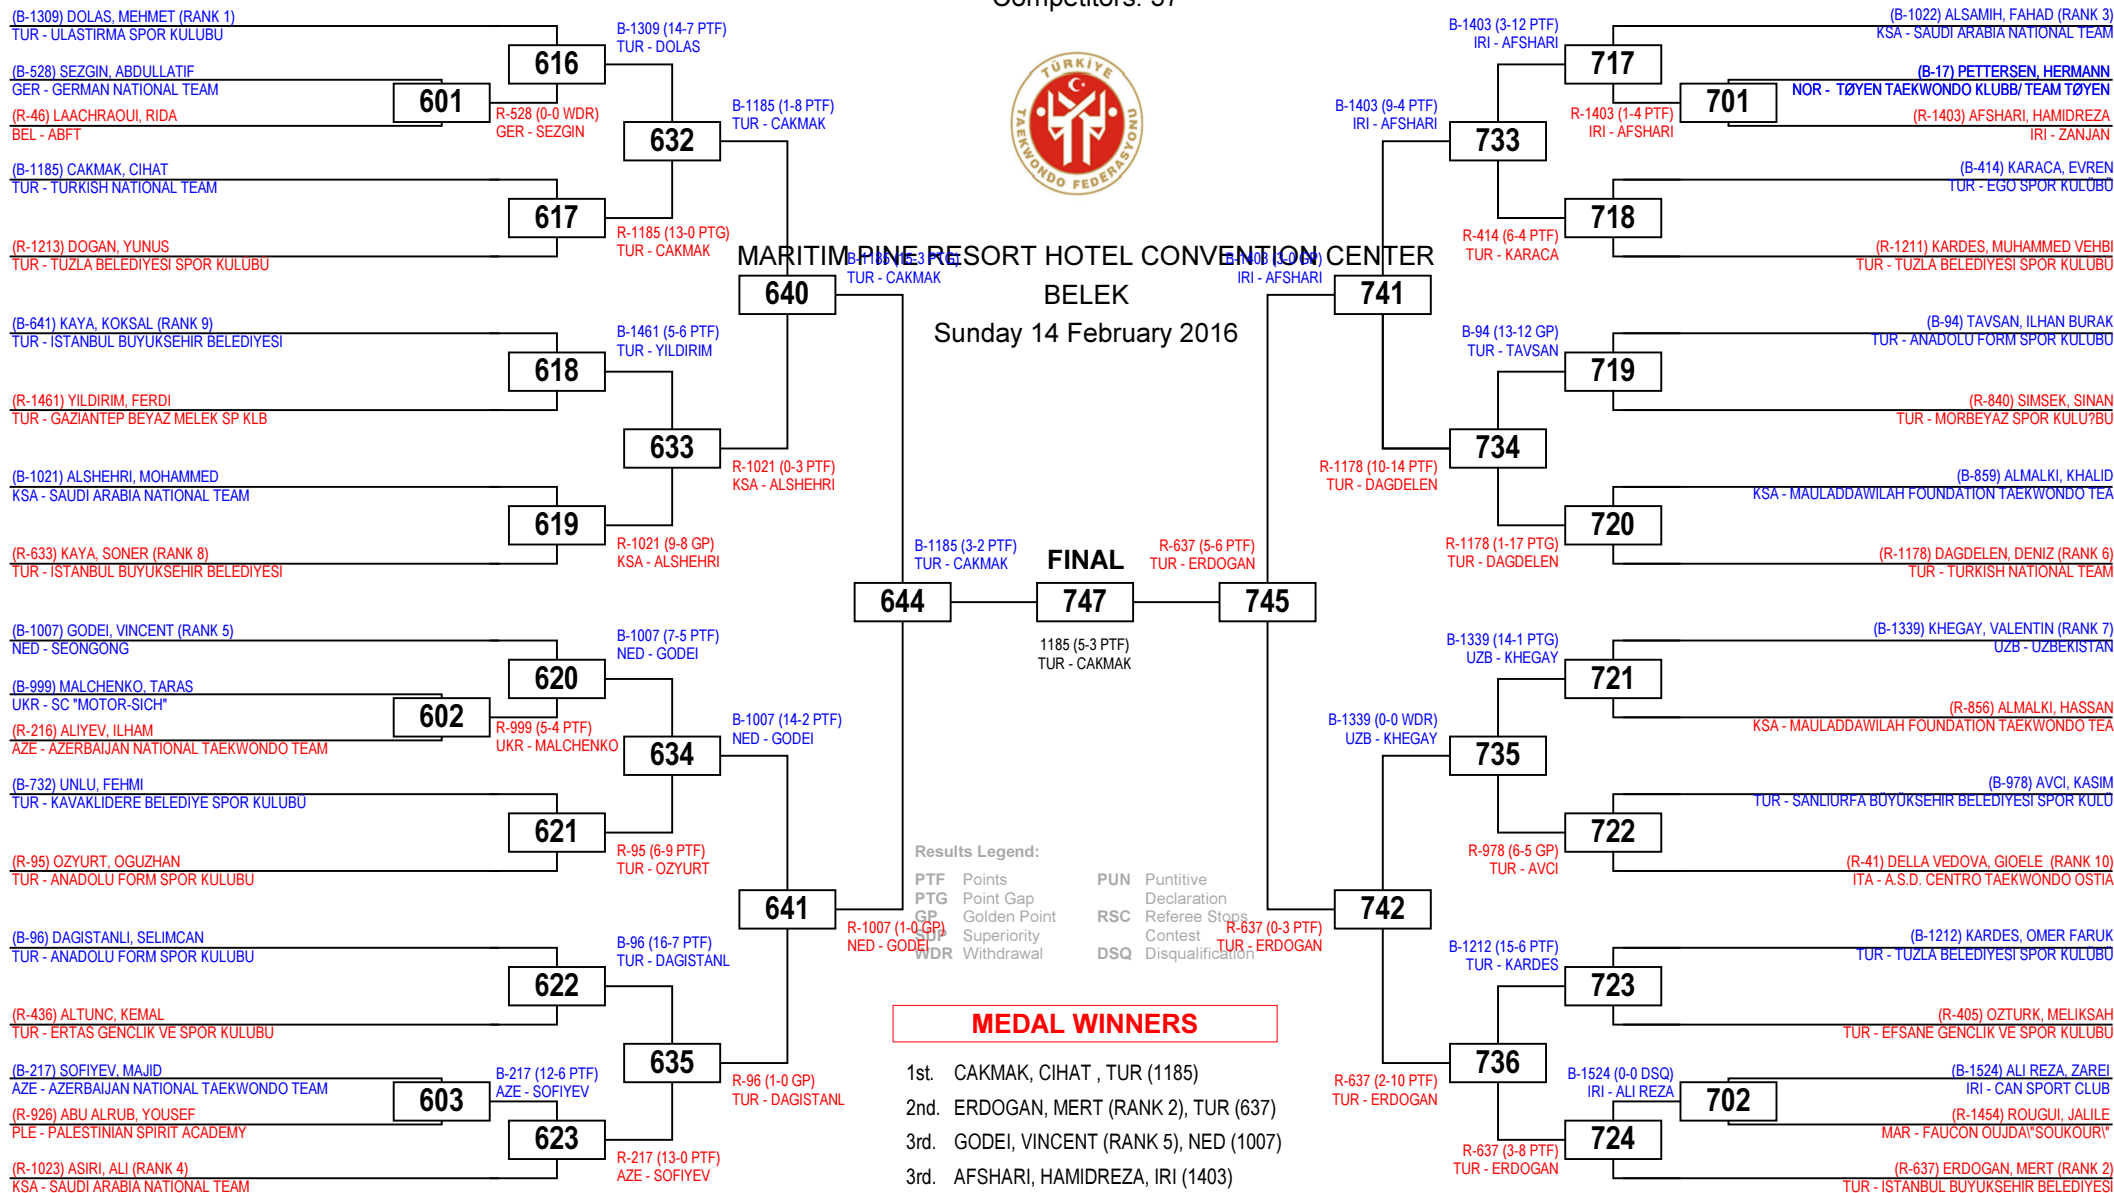 Competitors: 37
(B-1309) DOLAS, MEHMET (RANK 1)
TUR - ULASTIRMA SPOR KULUBU
(B-528) SEZGIN, ABDULLATIF
GER - GERMAN NATIONAL TEAM
(R-46) LAACHRAOUI, RIDA
BEL - ABFT
(B-1185) CAKMAK, CIHAT
TUR - TURKISH NATIONAL TEAM
(R-1213) DOGAN, YUNUS
TUR - TUZLA BELEDIYESI SPOR KULUBU
(B-641) KAYA, KOKSAL (RANK 9)
TUR - ISTANBUL BUYUKSEHIR BELEDIYESI
(R-1461) YILDIRIM, FERDI
TUR - GAZIANTEP BEYAZ MELEK SP KLB
(B-1021) ALSHEHRI, MOHAMMED
KSA - SAUDI ARABIA NATIONAL TEAM
(R-633) KAYA, SONER (RANK 8)
TUR - ISTANBUL BUYUKSEHIR BELEDIYESI
(B-1007) GODEI, VINCENT (RANK 5)
NED - SEONGONG
(B-999) MALCHENKO, TARAS
UKR - SC "MOTOR-SICH"
(R-216) ALIYEV, ILHAM
AZE - AZERBAIJAN NATIONAL TAEKWONDO TEAM
(B-732) UNLU, FEHMI
TUR - KAVAKLIDERE BELEDIYE SPOR KULUBÜ
(R-95) OZYURT, OGUZHAN
TUR - ANADOLU FORM SPOR KULUBU
(B-96) DAGISTANLI, SELIMCAN
TUR - ANADOLU FORM SPOR KULUBU
(R-436) ALTUNC, KEMAL
TUR - ERTAS GENCLIK VE SPOR KULUBU
(B-217) SOFIYEV, MAJID
AZE - AZERBAIJAN NATIONAL TAEKWONDO TEAM
(R-926) ABU ALRUB, YOUSEF
PLE - PALESTINIAN SPIRIT ACADEMY
(R-1023) ASIRI, ALI (RANK 4)
KSA - SAUDI ARABIA NATIONAL TEAM
601
602
603
R-528 (0-0 WDR)
GER - SEZGIN
R-999 (5-4 PTF)
UKR - MALCHENKO
B-217 (12-6 PTF)
AZE - SOFIYEV
616
617
618
619
620
621
622
623
B-1309 (14-7 PTF)
TUR - DOLAS
R-1185 (13-0 PTG)
TUR - CAKMAK
B-1461 (5-6 PTF)
TUR - YILDIRIM
R-1021 (9-8 GP)
KSA - ALSHEHRI
B-1007 (7-5 PTF)
NED - GODEI
R-95 (6-9 PTF)
TUR - OZYURT
B-96 (16-7 PTF)
TUR - DAGISTANL
R-217 (13-0 PTF)
AZE - SOFIYEV
632
633
634
635
B-1185 (1-8 PTF)
TUR - CAKMAK
R-1021 (0-3 PTF)
KSA - ALSHEHRI
B-1007 (14-2 PTF)
NED - GODEI
R-96 (1-0 GP)
TUR - DAGISTANL
640
641
B-1185 (15-3 PTG)
TUR - CAKMAK
R-1007 (1-0 GP)
NED - GODEI
644
B-1185 (3-2 PTF)
TUR - CAKMAK
TÜRKİYE
TAEKWONDO FEDERASYONU
MARITIM PINE RESORT HOTEL CONVENTION CENTER
BELEK
Sunday 14 February 2016
FINAL
747
1185 (5-3 PTF)
TUR - CAKMAK
R-637 (5-6 PTF)
TUR - ERDOGAN
745
B-1403 (3-0 GP)
IRI - AFSHARI
R-637 (0-3 PTF)
TUR - ERDOGAN
741
742
B-1403 (9-4 PTF)
IRI - AFSHARI
R-1178 (10-14 PTF)
TUR - DAGDELEN
B-1339 (0-0 WDR)
UZB - KHEGAY
R-637 (2-10 PTF)
TUR - ERDOGAN
733
734
735
736
B-1403 (3-12 PTF)
IRI - AFSHARI
R-414 (6-4 PTF)
TUR - KARACA
B-94 (13-12 GP)
TUR - TAVSAN
R-1178 (1-17 PTG)
TUR - DAGDELEN
B-1339 (14-1 PTG)
UZB - KHEGAY
R-978 (6-5 GP)
TUR - AVCI
B-1212 (15-6 PTF)
TUR - KARDES
R-637 (3-8 PTF)
TUR - ERDOGAN
717
718
719
720
721
722
723
724
R-1403 (1-4 PTF)
IRI - AFSHARI
B-1524 (0-0 DSQ)
IRI - ALI REZA
701
702
(B-1022) ALSAMIH, FAHAD (RANK 3)
KSA - SAUDI ARABIA NATIONAL TEAM
(B-17) PETTERSEN, HERMANN
NOR - TØYEN TAEKWONDO KLUBB/ TEAM TØYEN
(R-1403) AFSHARI, HAMIDREZA
IRI - ZANJAN
(B-414) KARACA, EVREN
TUR - EGO SPOR KULÜBÜ
(R-1211) KARDES, MUHAMMED VEHBI
TUR - TUZLA BELEDIYESI SPOR KULUBU
(B-94) TAVSAN, ILHAN BURAK
TUR - ANADOLU FORM SPOR KULUBU
(R-840) SIMSEK, SINAN
TUR - MORBEYAZ SPOR KULU?BU
(B-859) ALMALKI, KHALID
KSA - MAULADDAWILAH FOUNDATION TAEKWONDO TEA
(R-1178) DAGDELEN, DENIZ (RANK 6)
TUR - TURKISH NATIONAL TEAM
(B-1339) KHEGAY, VALENTIN (RANK 7)
UZB - UZBEKISTAN
(R-856) ALMALKI, HASSAN
KSA - MAULADDAWILAH FOUNDATION TAEKWONDO TEA
(B-978) AVCI, KASIM
TUR - SANLIURFA BÜYÜKSEHIR BELEDIYESI SPOR KULÜ
(R-41) DELLA VEDOVA, GIOELE (RANK 10)
ITA - A.S.D. CENTRO TAEKWONDO OSTIA
(B-1212) KARDES, OMER FARUK
TUR - TUZLA BELEDIYESI SPOR KULUBU
(R-405) OZTURK, MELIKSAH
TUR - EFSANE GENCLIK VE SPOR KULUBU
(B-1524) ALI REZA, ZAREI
IRI - CAN SPORT CLUB
(R-1454) ROUGUI, JALILE
MAR - FAUCON OUJDA\"SOUKOUR\"
(R-637) ERDOGAN, MERT (RANK 2)
TUR - ISTANBUL BUYUKSEHIR BELEDIYESI
Results Legend:
PTF Points
PTG Point Gap
GP Golden Point
SUP Superiority
WDR Withdrawal
PUN Puntitive
Declaration
RSC Referee Stops
Contest
DSQ Disqualification
MEDAL WINNERS
1st. CAKMAK, CIHAT , TUR (1185)
2nd. ERDOGAN, MERT (RANK 2), TUR (637)
3rd. GODEI, VINCENT (RANK 5), NED (1007)
3rd. AFSHARI, HAMIDREZA, IRI (1403)